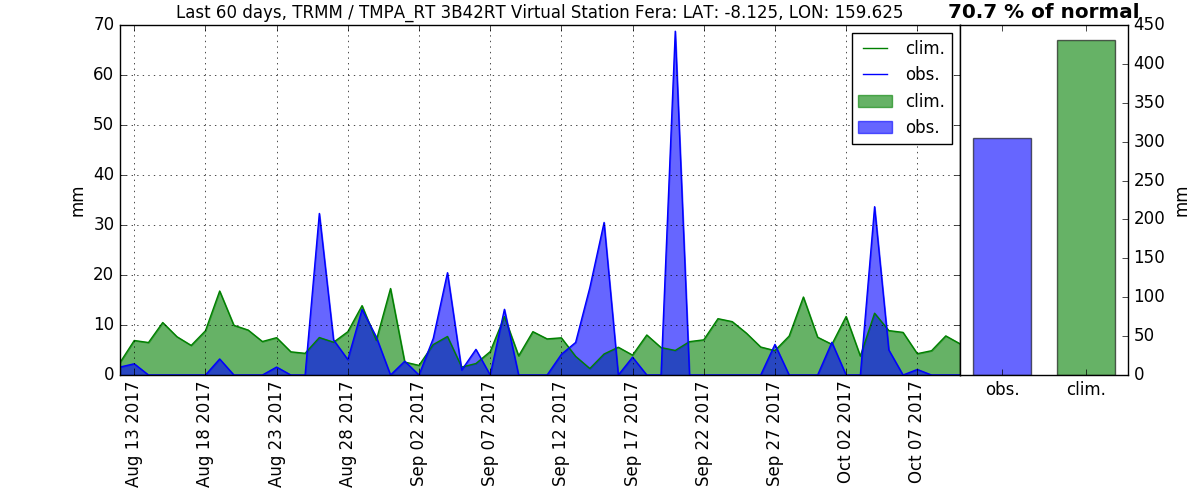 Last 60 days, TRMM / TMPA_RT 3B42RT Virtual Station Fera: LAT: -8.125, LON: 159.625
70.7 % of normal
70
60
50
40
30
20
10
0
mm
clim.
obs.
clim.
obs.
Aug 13 2017
Aug 18 2017
Aug 23 2017
Aug 28 2017
Sep 02 2017
Sep 07 2017
Sep 12 2017
Sep 17 2017
Sep 22 2017
Sep 27 2017
Oct 02 2017
Oct 07 2017
450
400
350
300
250
200
150
100
50
0
mm
obs.
clim.